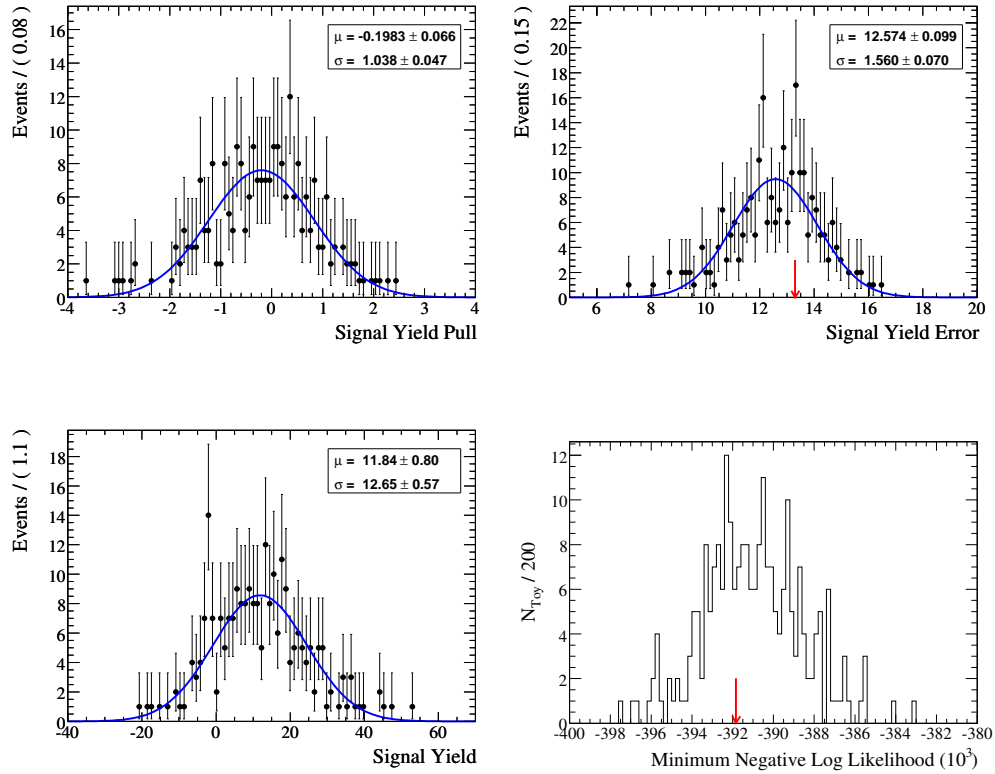 Events / ( 0.08 )
16
14
12
10
8
6
4
2
0
μ = -0.1983 ± 0.066
σ = 1.038 ± 0.047
-4 -3 -2 -1 0 1 2 3 4
Signal Yield Pull
Events / ( 0.15 )
22
20
18
16
14
12
10
8
6
4
2
0
μ = 12.574 ± 0.099
σ = 1.560 ± 0.070
6 8 10 12 14 16 18 20
Signal Yield Error
Events / ( 1.1 )
18
16
14
12
10
8
6
4
2
0
μ = 11.84 ± 0.80
σ = 12.65 ± 0.57
-40 -20 0 20 40 60
Signal Yield
N_Toy / 200
12
10
8
6
4
2
0
-400 -398 -396 -394 -392 -390 -388 -386 -384 -382 -380
Minimum Negative Log Likelihood (10³)